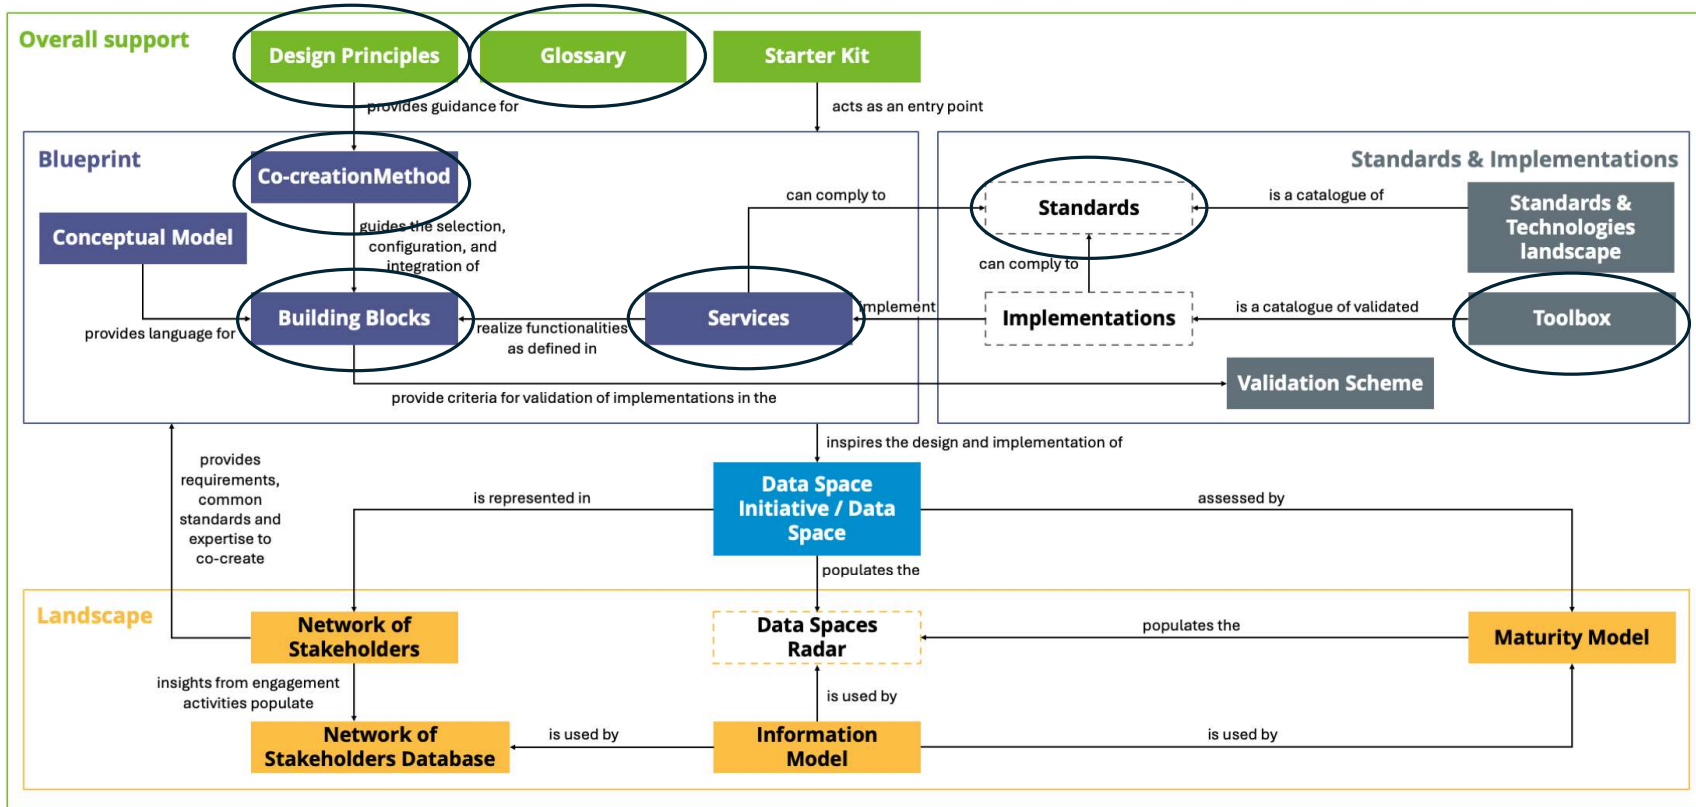 Overall support
Design Principles
Glossary
Starter Kit
provides guidance for
acts as an entry point
Blueprint
Co-creationMethod
Conceptual Model
guides the selection,
configuration, and
integration of
Building Blocks
provides language for
realize functionalities
as defined in
Services
can comply to
implement
provide criteria for validation of implementations in the
Standards & Implementations
Standards
is a catalogue of
Standards &
Technologies
landscape
can comply to
Implementations
is a catalogue of validated
Toolbox
Validation Scheme
inspires the design and implementation of
provides
requirements,
common
standards and
expertise to
co-create
is represented in
Data Space
Initiative / Data
Space
assessed by
populates the
Landscape
Network of
Stakeholders
Data Spaces
Radar
populates the
Maturity Model
insights from engagement
activities populate
is used by
Network of
Stakeholders Database
is used by
Information
Model
is used by